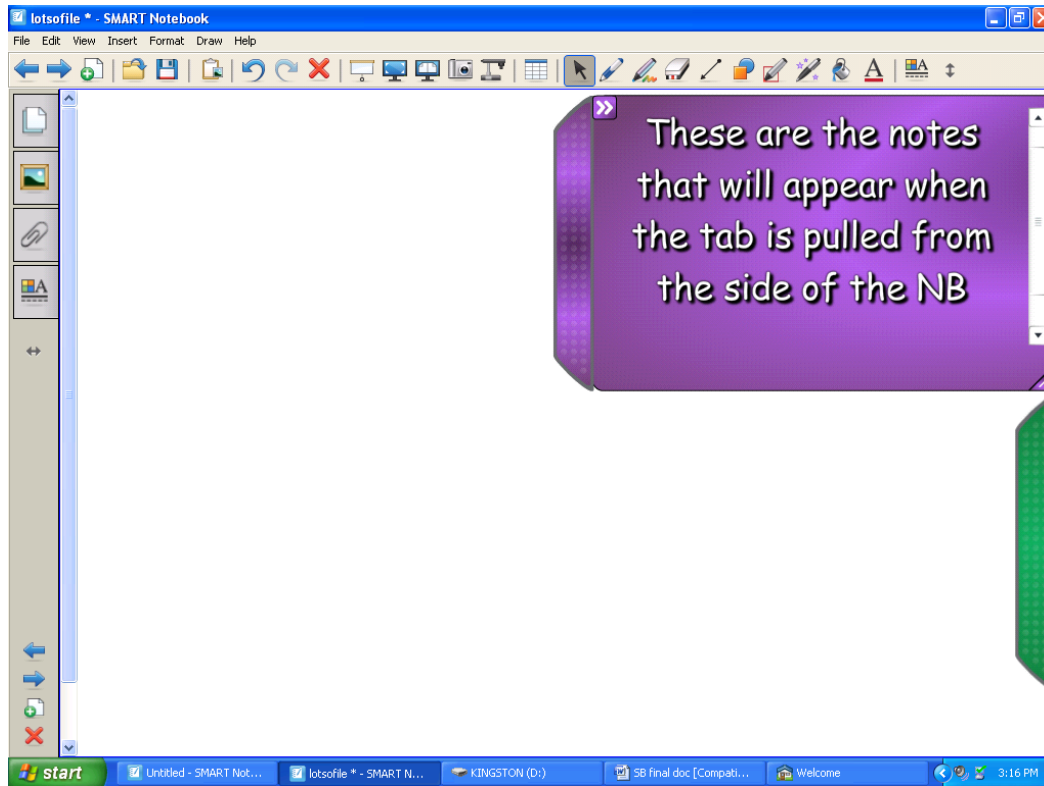 lotsofile * - SMART Notebook
File Edit View Insert Format Draw Help
These are the notes
that will appear when
the tab is pulled from
the side of the NB
start Untitled - SMART Not... lotsofile * - SMART N... KINGSTON (D:) SB final doc [Compati... Welcome 3:16 PM